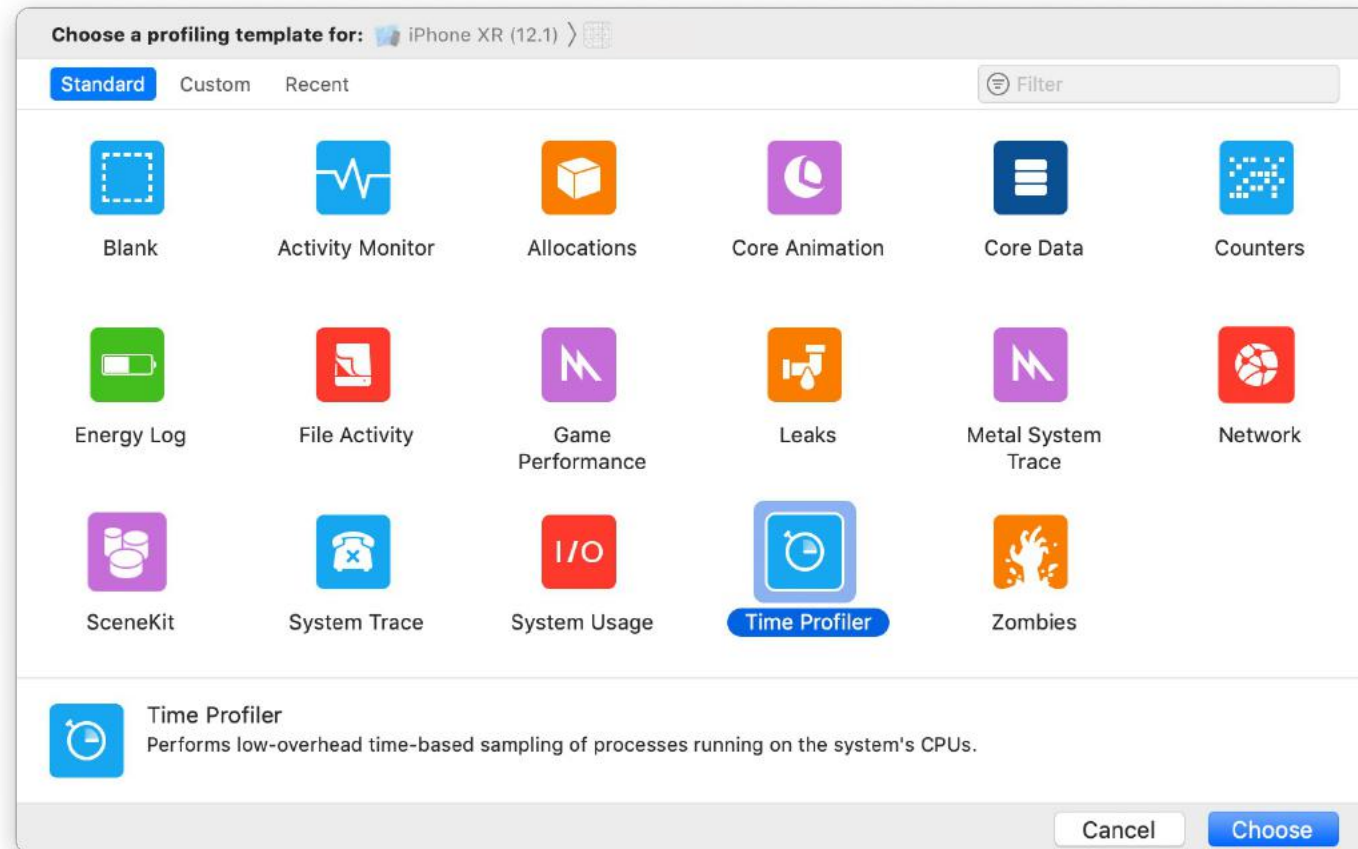 Choose a profiling template for: iPhone XR (12.1) 〉
Standard Custom Recent Filter
Blank Activity Monitor Allocations Core Animation Core Data Counters
Energy Log File Activity Game Performance Leaks Metal System Trace Network
I/O
SceneKit System Trace System Usage Time Profiler Zombies
Time Profiler
Performs low-overhead time-based sampling of processes running on the system's CPUs.
Cancel Choose